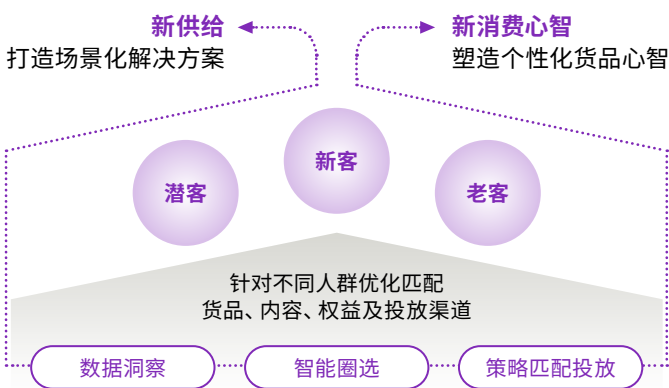 新供给
打造场景化解决方案
新消费心智
塑造个性化货品心智
潜客
新客
老客
针对不同人群优化匹配
货品、内容、权益及投放渠道
数据洞察
智能圈选
策略匹配投放